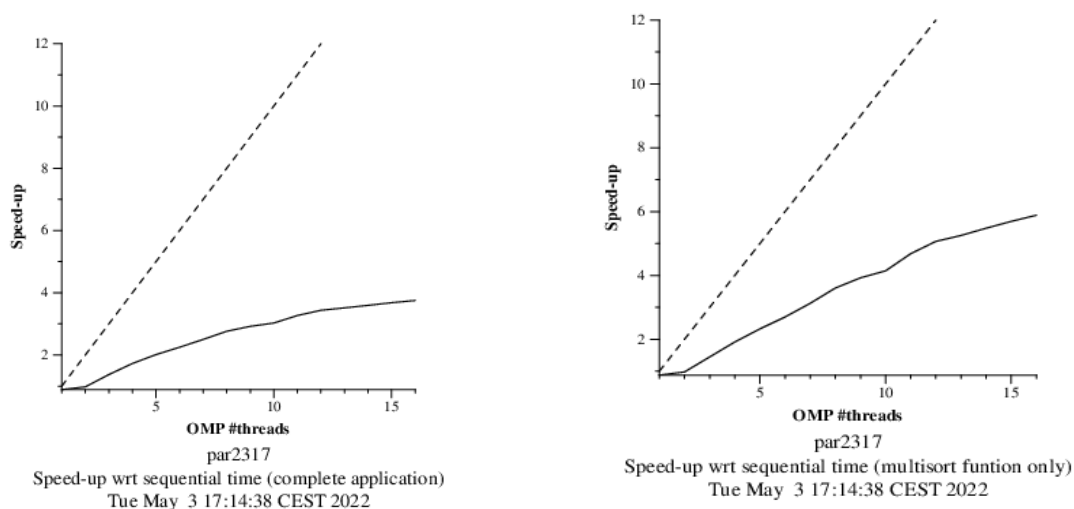 12
10
8
6
4
2
Speed-up
5
10
15
OMP #threads
par2317
Speed-up wrt sequential time (complete application)
Tue May 3 17:14:38 CEST 2022
12
10
8
6
4
2
Speed-up
5
10
15
OMP #threads
par2317
Speed-up wrt sequential time (multisort funtion only)
Tue May 3 17:14:38 CEST 2022